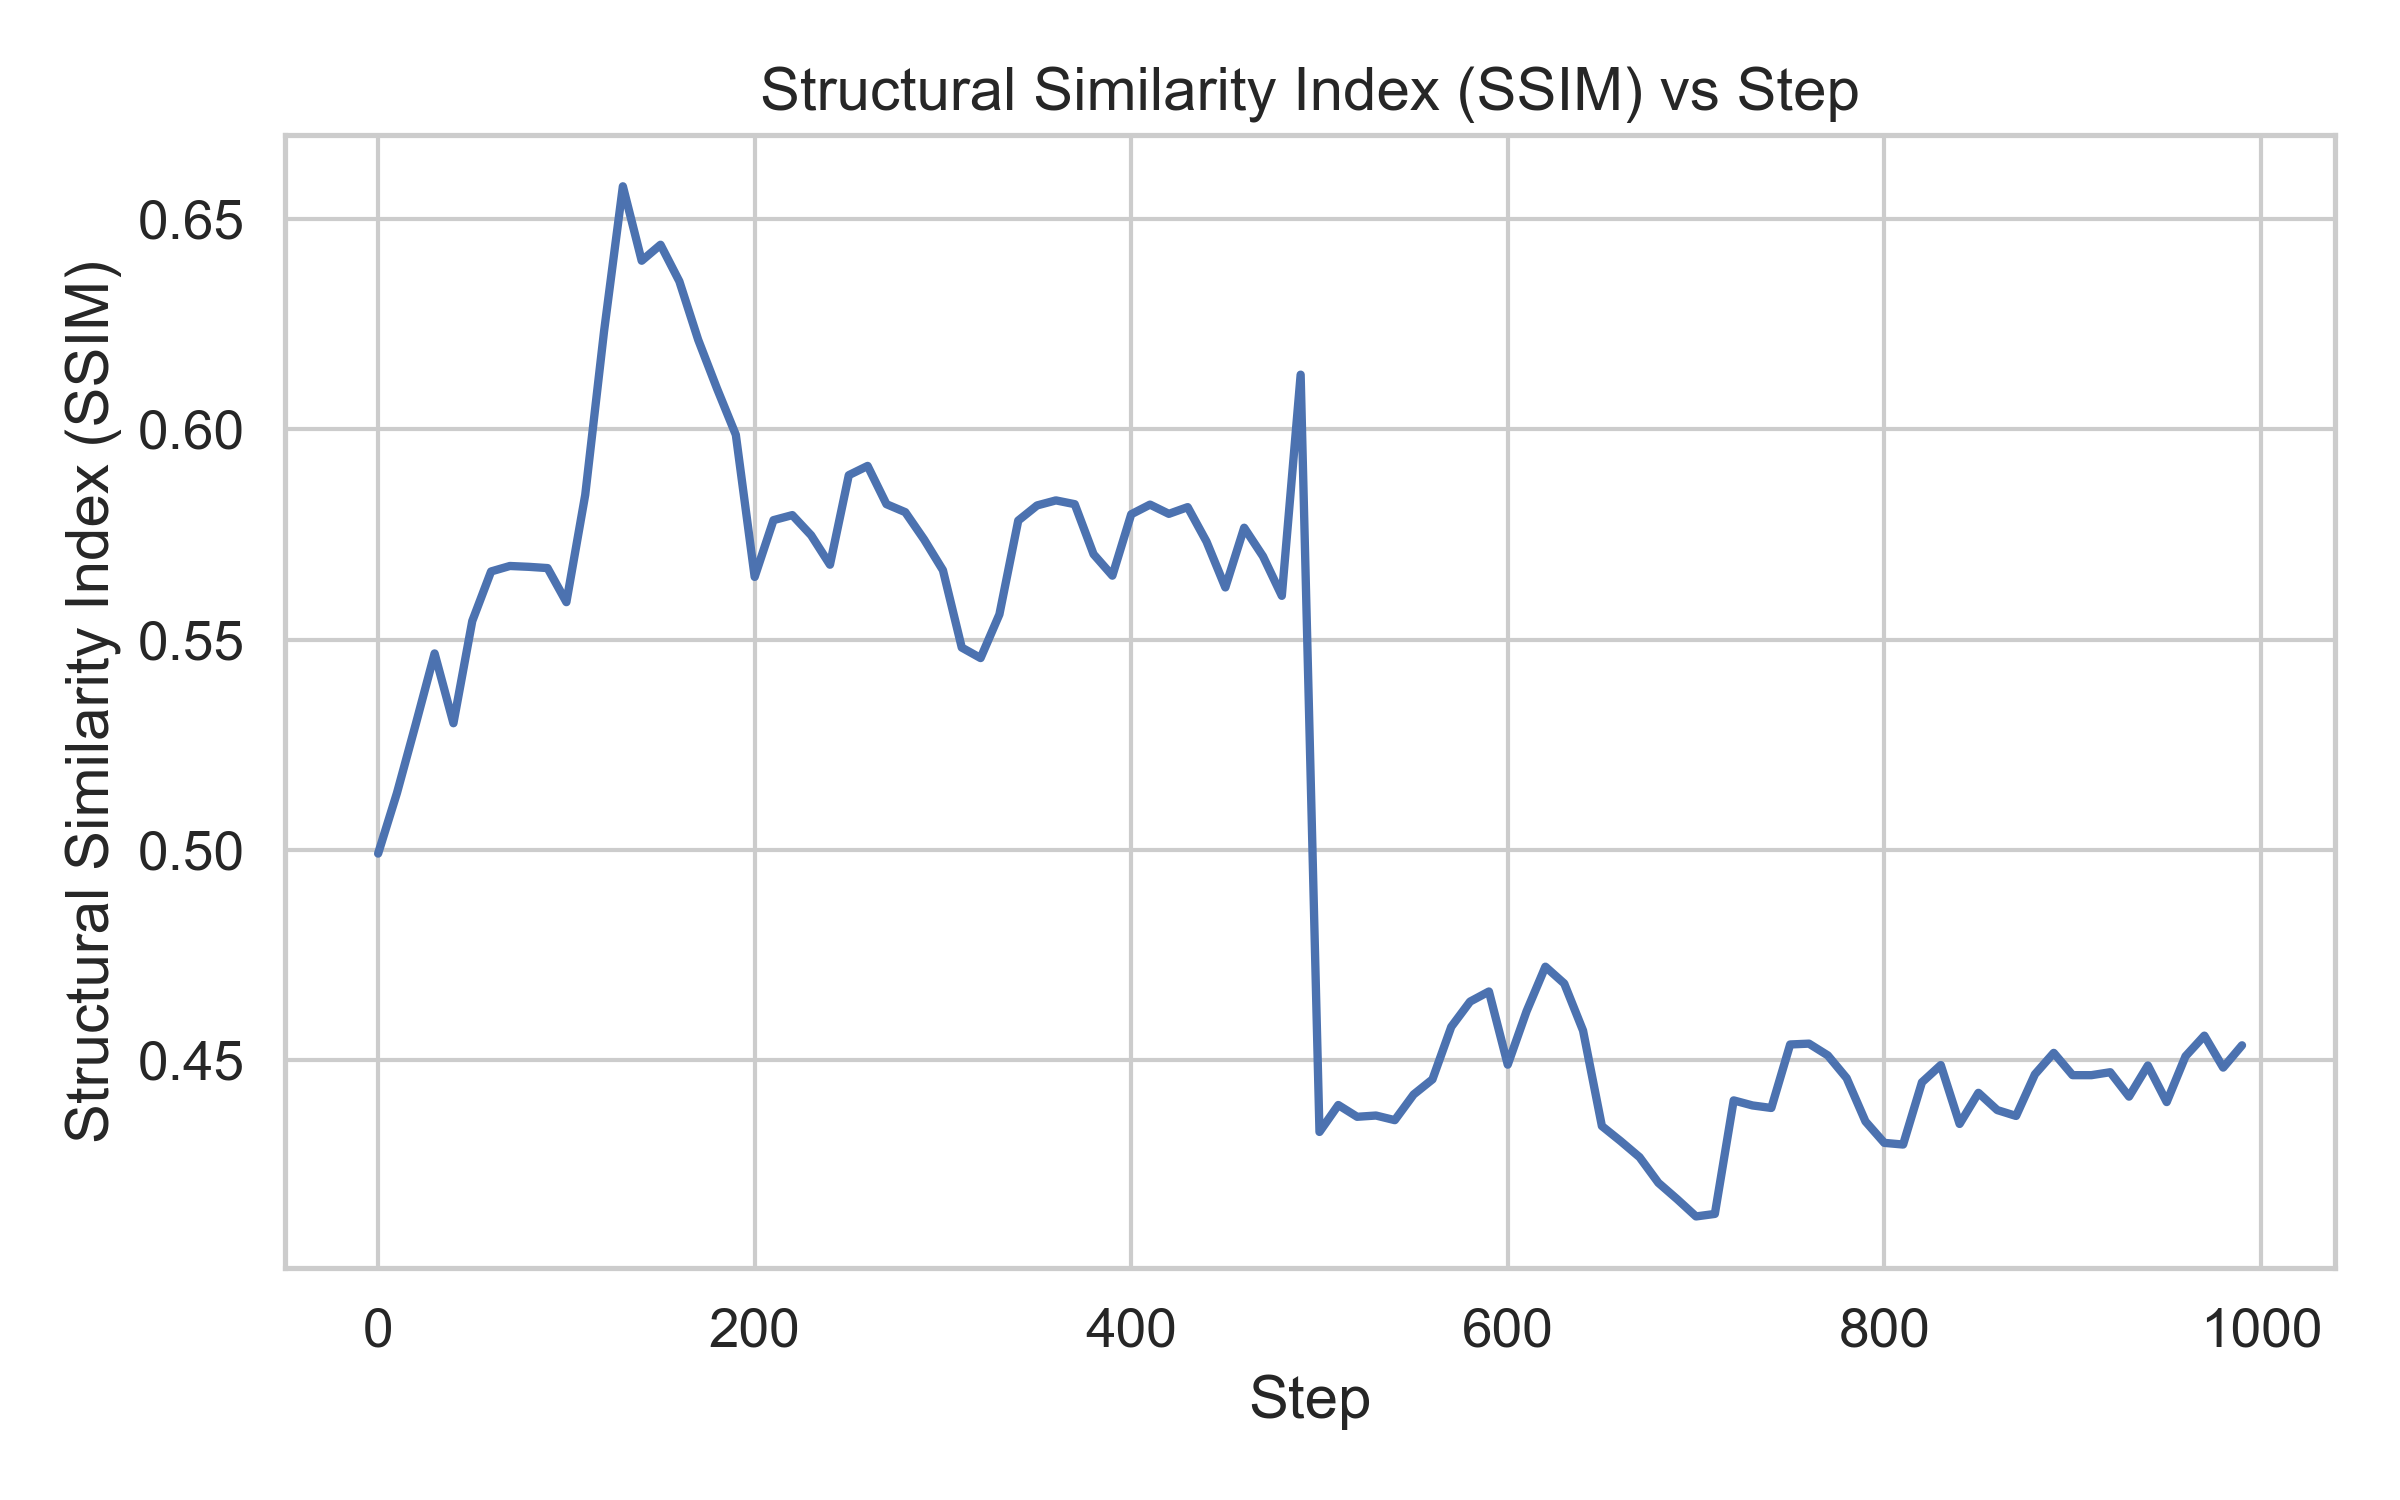 Structural Similarity Index (SSIM) vs Step
Structural Similarity Index (SSIM)
0.65
0.60
0.55
0.50
0.45
0 200 400 600 800 1000
Step